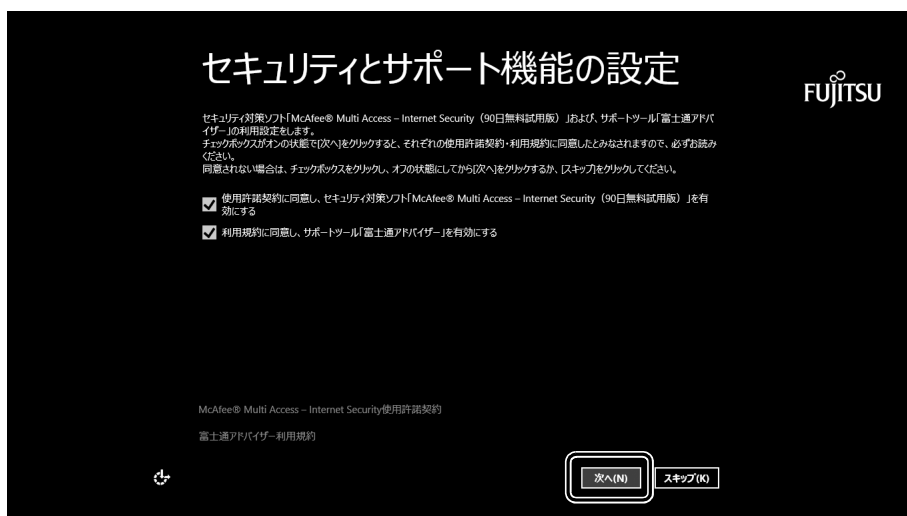 セキュリティとサポート機能の設定
FUJITSU
セキュリティ対策ソフト「McAfee® Multi Access – Internet Security（90日無料試用版）」および、サポートツール「富士通アドバ
イザー」の利用設定をします。
チェックボックスがオンの状態で[次へ]をクリックすると、それぞれの使用許諾契約・利用規約に同意したとみなされますので、必ずお読み
ください。
同意されない場合は、チェックボックスをクリックし、オフの状態にしてから[次へ]をクリックするか、[スキップ]をクリックしてください。
使用許諾契約に同意し、セキュリティ対策ソフト「McAfee® Multi Access – Internet Security（90日無料試用版）」を有
効にする
利用規約に同意し、サポートツール「富士通アドバイザー」を有効にする
McAfee® Multi Access – Internet Security使用許諾契約
富士通アドバイザー利用規約
次へ(N)
スキップ(K)